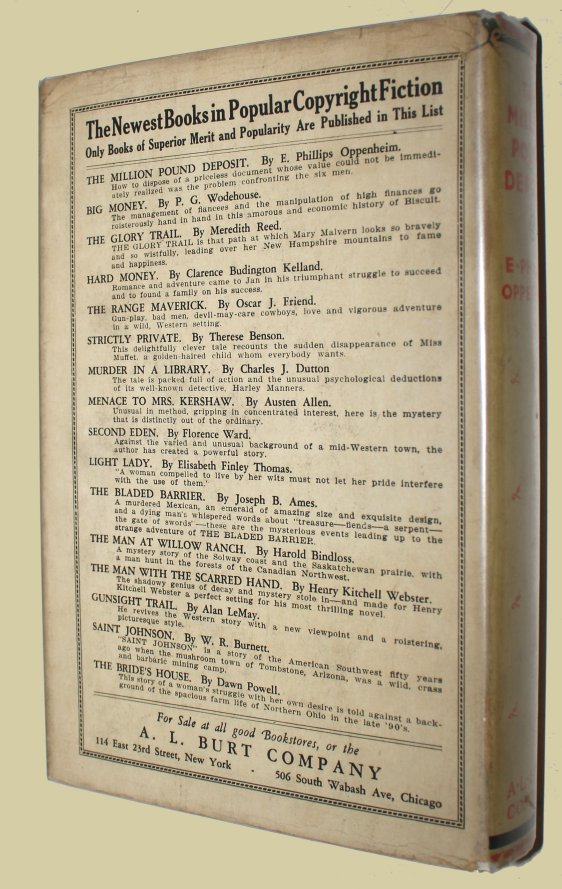 The Newest Books in Popular Copyright Fiction
Only Books of Superior Merit and Popularity Are Published in This List
THE MILLION POUND DEPOSIT. By E. Phillips Oppenheim.
How to dispose of a priceless document whose value could not be immedi-
ately realized was the problem confronting the six men.
BIG MONEY. By P. G. Wodehouse.
The management of fiancees and the manipulation of high finances go
roisterously hand in hand in this amorous and economic history of Biscuit.
THE GLORY TRAIL. By Meredith Reed.
THE GLORY TRAIL is that path at which Mary Malvern looks so bravely
and so wistfully, leading over her New Hampshire mountains to fame
and happiness.
HARD MONEY. By Clarence Budington Kelland.
Romance and adventure came to Jan in his triumphant struggle to succeed
and to found a family on his success.
THE RANGE MAVERICK. By Oscar J. Friend.
Gun-play, bad men, devil-may-care cowboys, love and vigorous adventure
in a wild, Western setting.
STRICTLY PRIVATE. By Therese Benson.
This delightfully clever tale recounts the sudden disappearance of Miss
Muffet, a golden-haired child whom everybody wants.
MURDER IN A LIBRARY. By Charles J. Dutton
The tale is packed full of action and the unusual psychological deductions
of its well-known detective, Harley Manners.
MENACE TO MRS. KERSHAW. By Austen Allen.
Unusual in method, gripping in concentrated interest, here is the mystery
that is distinctly out of the ordinary.
SECOND EDEN. By Florence Ward.
Against the varied and unusual background of a mid-Western town, the
author has created a powerful story.
LIGHT LADY. By Elisabeth Finley Thomas.
"A woman compelled to live by her wits must not let her pride interfere
with the use of them.'
THE BLADED BARRIER. By Joseph B. Ames.
A murdered Mexican, an emerald of amazing size and exquisite design,
and a dying man's whispered words about "treasure—fiends—a serpent—
the gate of swords"—these are the mysterious events leading up to the
strange adventure of THE BLADED BARRIER.
THE MAN AT WILLOW RANCH. By Harold Bindloss.
A mystery story of the Solway coast and the Saskatchewan prairie, with
a man hunt in the forests of the Canadian Northwest.
THE MAN WITH THE SCARRED HAND. By Henry Kitchell Webster.
The shadowy genius of decay and mystery stole in—and made for Henry
Kitchell Webster a perfect setting for his most thrilling novel.
GUNSIGHT TRAIL. By Alan LeMay.
He revives the Western story with a new viewpoint and a roistering,
picturesque style.
SAINT JOHNSON. By W. R. Burnett.
"SAINT JOHNSON" is a story of the American Southwest fifty years
ago when the mushroom town of Tombstone, Arizona, was a wild, crass
and barbaric mining camp.
THE BRIDE'S HOUSE. By Dawn Powell.
This story of a woman's struggle with her own desire is told against a back-
ground of the spacious farm life of Northern Ohio in the late '90's.
For Sale at all good Bookstores, or the
A. L. BURT COMPANY
114 East 23rd Street, New York . 506 South Wabash Ave, Chicago